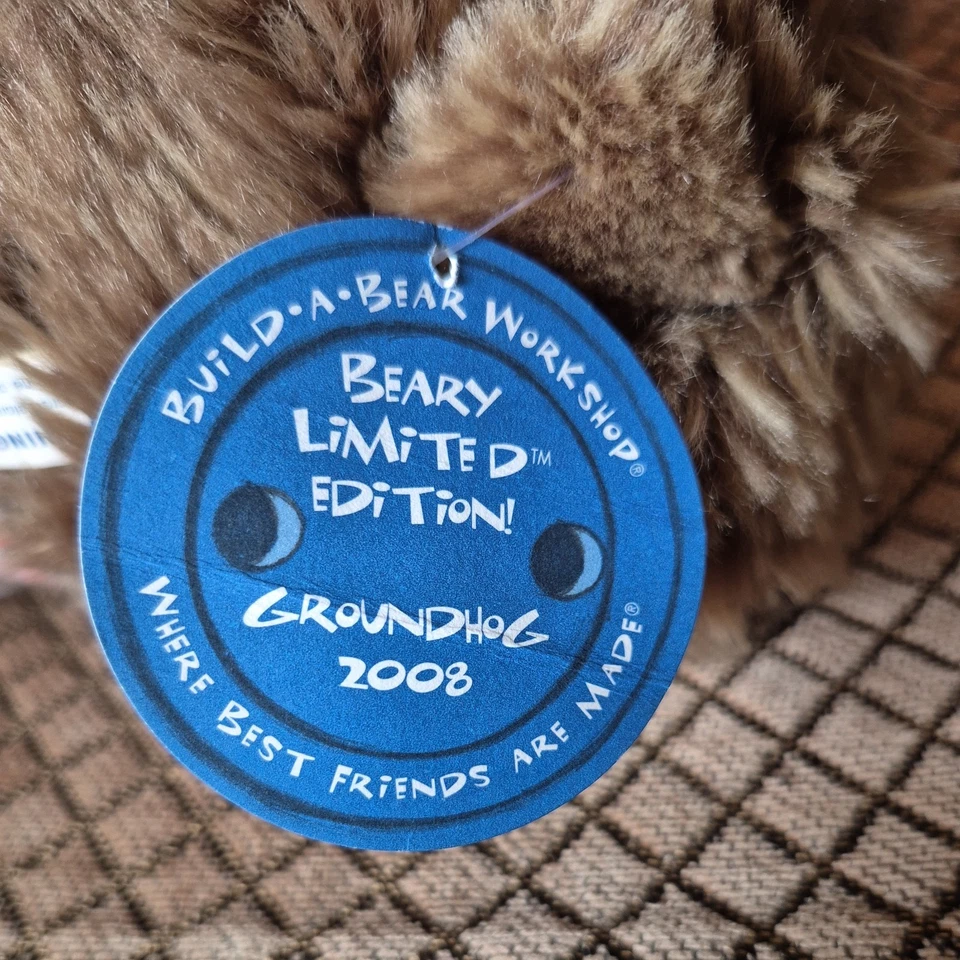 BUiLD•A•BEAR WORKSHOP®
BEARY
LiMiTED™
EDiTiON!
GROUNDHOG
2008
WHERE BEST FRiENDS ARE MADE®